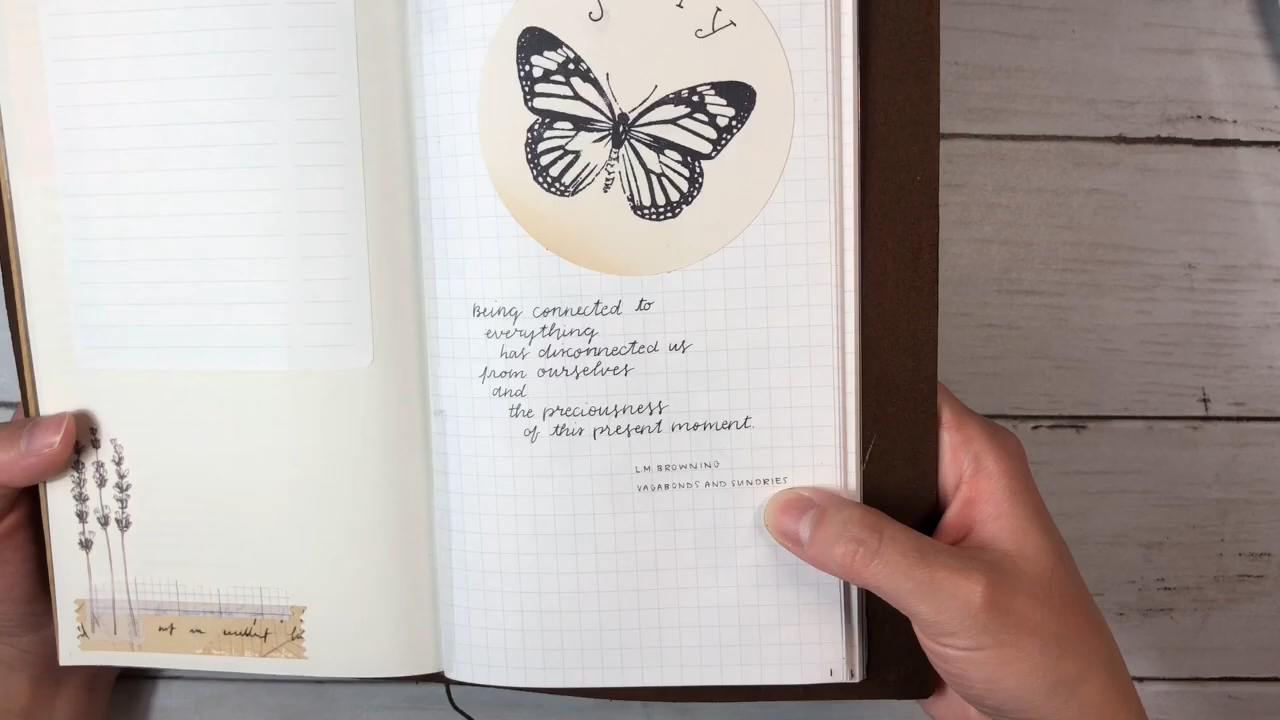 Being connected to
everything
has disconnected us
from ourselves
and
the preciousness
of this present moment.
L.M. BROWNING
VAGABONDS AND SUNDRIES
1